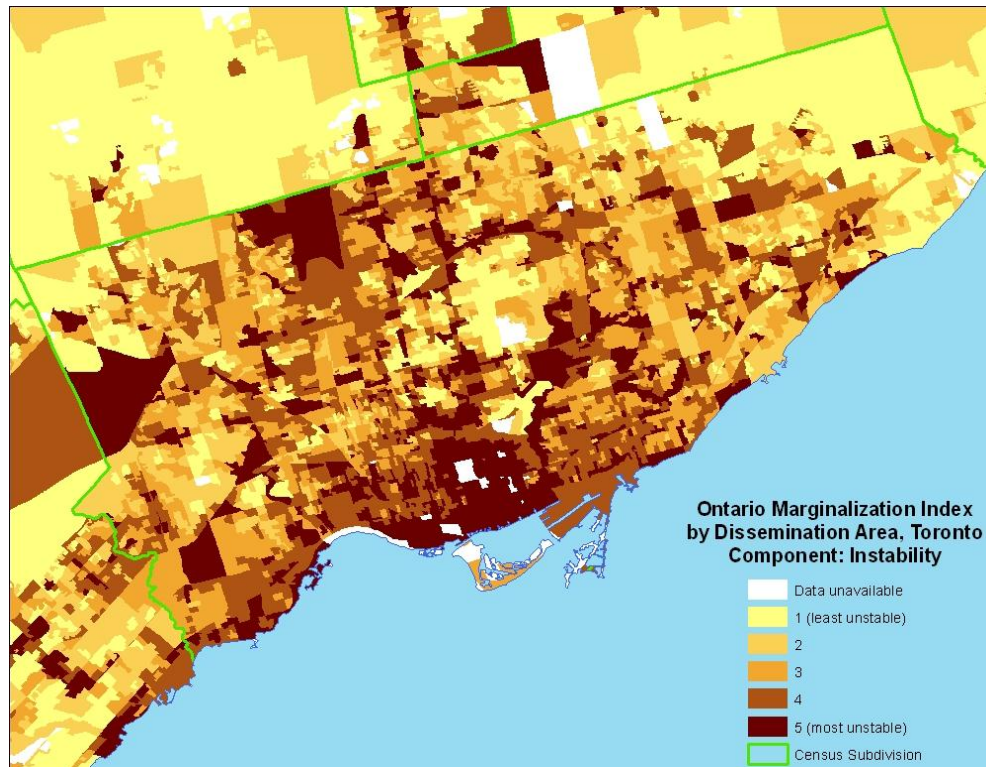 Ontario Marginalization Index
by Dissemination Area, Toronto
Component: Instability
Data unavailable
1 (least unstable)
2
3
4
5 (most unstable)
Census Subdivision